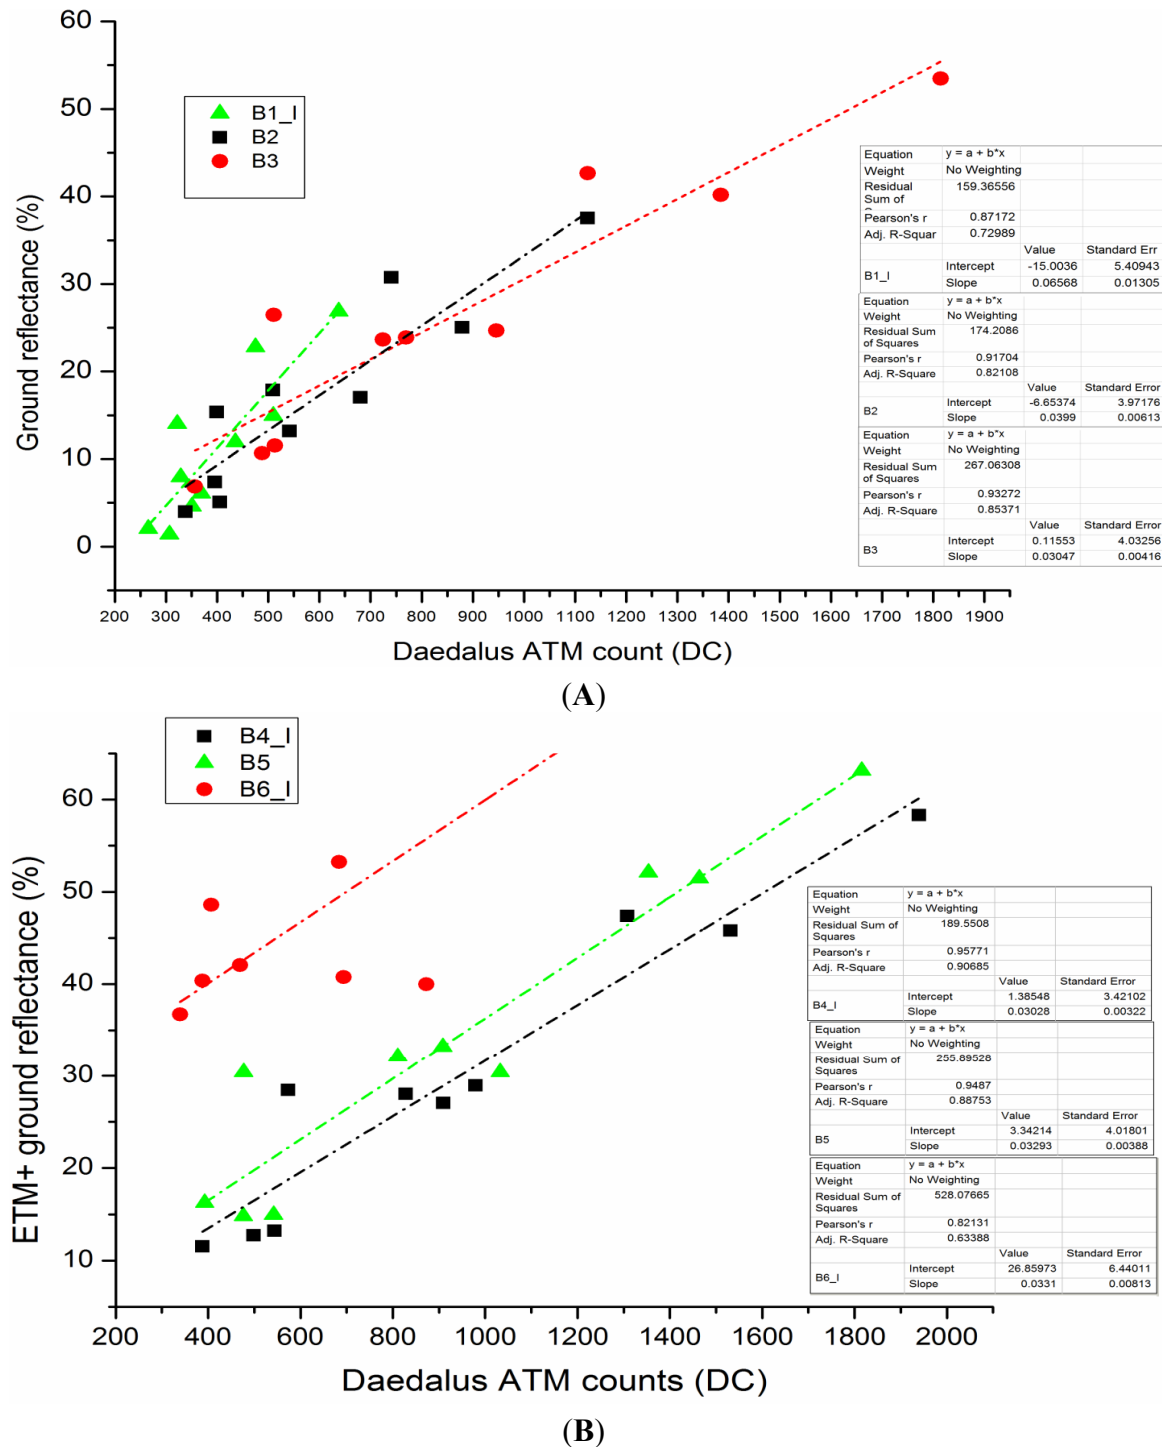 60
50
40
30
20
10
0
Ground reflectance (%)
B1_I
B2
B3
Equation y = a + b*x
Weight No Weighting
Residual 159.36556
Sum of
Pearson's r 0.87172
Adj. R-Squar 0.72989
Value Standard Err
B1_I Intercept -15.0036 5.40943
Slope 0.06568 0.01305
Equation y = a + b*x
Weight No Weighting
Residual Sum 174.2086
of Squares
Pearson's r 0.91704
Adj. R-Square 0.82108
Value Standard Error
B2 Intercept -6.65374 3.97176
Slope 0.0399 0.00613
Equation y = a + b*x
Weight No Weighting
Residual Sum 267.06308
of Squares
Pearson's r 0.93272
Adj. R-Square 0.85371
Value Standard Error
B3 Intercept 0.11553 4.03256
Slope 0.03047 0.00416
200 300 400 500 600 700 800 900 1000 1100 1200 1300 1400 1500 1600 1700 1800 1900
Daedalus ATM count (DC)
(A)
B4_I
B5
B6_I
60
50
40
30
20
10
ETM+ ground reflectance (%)
Equation y = a + b*x
Weight No Weighting
Residual Sum of 189.5508
Squares
Pearson's r 0.95771
Adj. R-Square 0.90685
Value Standard Error
B4_I Intercept 1.38548 3.42102
Slope 0.03028 0.00322
Equation y = a + b*x
Weight No Weighting
Residual Sum of 255.89528
Squares
Pearson's r 0.9487
Adj. R-Square 0.88753
Value Standard Error
B5 Intercept 3.34214 4.01801
Slope 0.03293 0.00388
Equation y = a + b*x
Weight No Weighting
Residual Sum of 528.07665
Squares
Pearson's r 0.82131
Adj. R-Square 0.63388
Value Standard Error
B6_I Intercept 26.85973 6.44011
Slope 0.0331 0.00813
200 400 600 800 1000 1200 1400 1600 1800 2000
Daedalus ATM counts (DC)
(B)